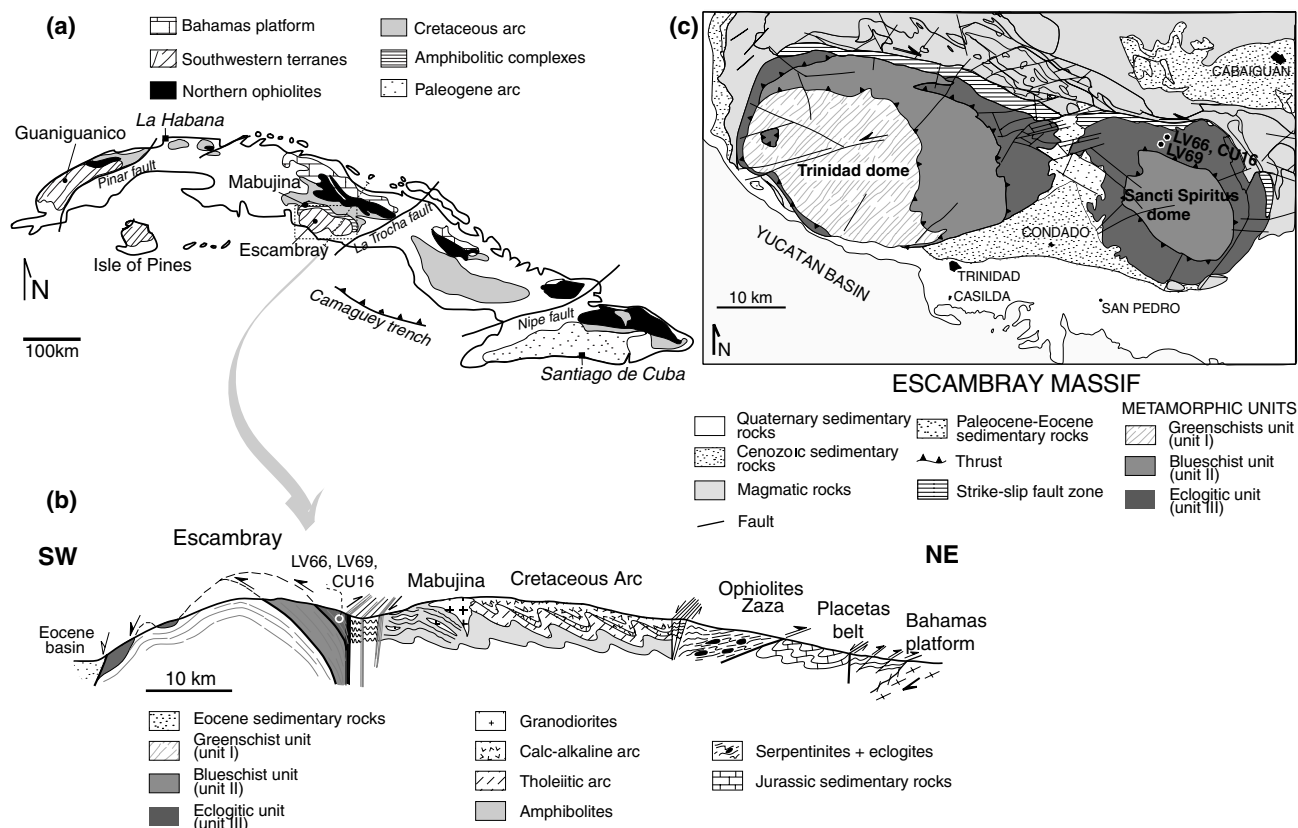 (a)
Bahamas platform
Southwestern terranes
Northern ophiolites
Cretaceous arc
Amphibolitic complexes
Paleogene arc
La Habana
Guaniguanico
Pinar fault
Mabujina
La Trocha fault
Escambray
Isle of Pines
N
100km
Camaguey trench
Nipe fault
Santiago de Cuba
(c)
CABAIGUÁN
LV66, CU16
LV69
Trinidad dome
Sancti Spiritus
dome
CONDADO
YUCATAN BASIN
TRINIDAD
CASILDA
SAN PEDRO
10 km
N
ESCAMBRAY MASSIF
Quaternary sedimentary
rocks
Cenozoic sedimentary
rocks
Magmatic rocks
Fault
Paleocene-Eocene
sedimentary rocks
Thrust
Strike-slip fault zone
METAMORPHIC UNITS
Greenschists unit
(unit I)
Blueschist unit
(unit II)
Eclogitic unit
(unit III)
(b)
SW
NE
Escambray
LV66, LV69,
CU16
Mabujina
Cretaceous Arc
Ophiolites
Zaza
Placetas
belt
Bahamas
platform
Eocene
basin
10 km
Eocene sedimentary rocks
Greenschist unit
(unit I)
Blueschist unit
(unit II)
Eclogitic unit
(unit III)
Granodiorites
Calc-alkaline arc
Tholeiitic arc
Amphibolites
Serpentinites + eclogites
Jurassic sedimentary rocks